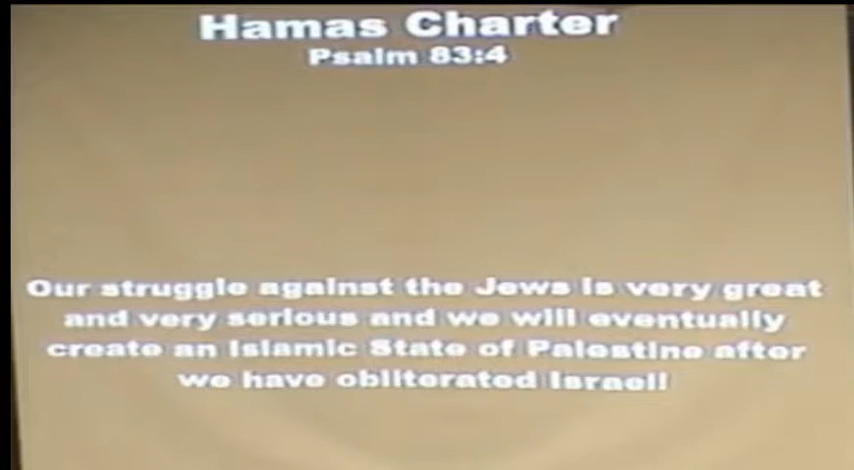 Hamas Charter
Psalm 83:4
Our struggle against the Jews is very great
and very serious and we will eventually
create an Islamic State of Palestine after
we have obliterated Israel!